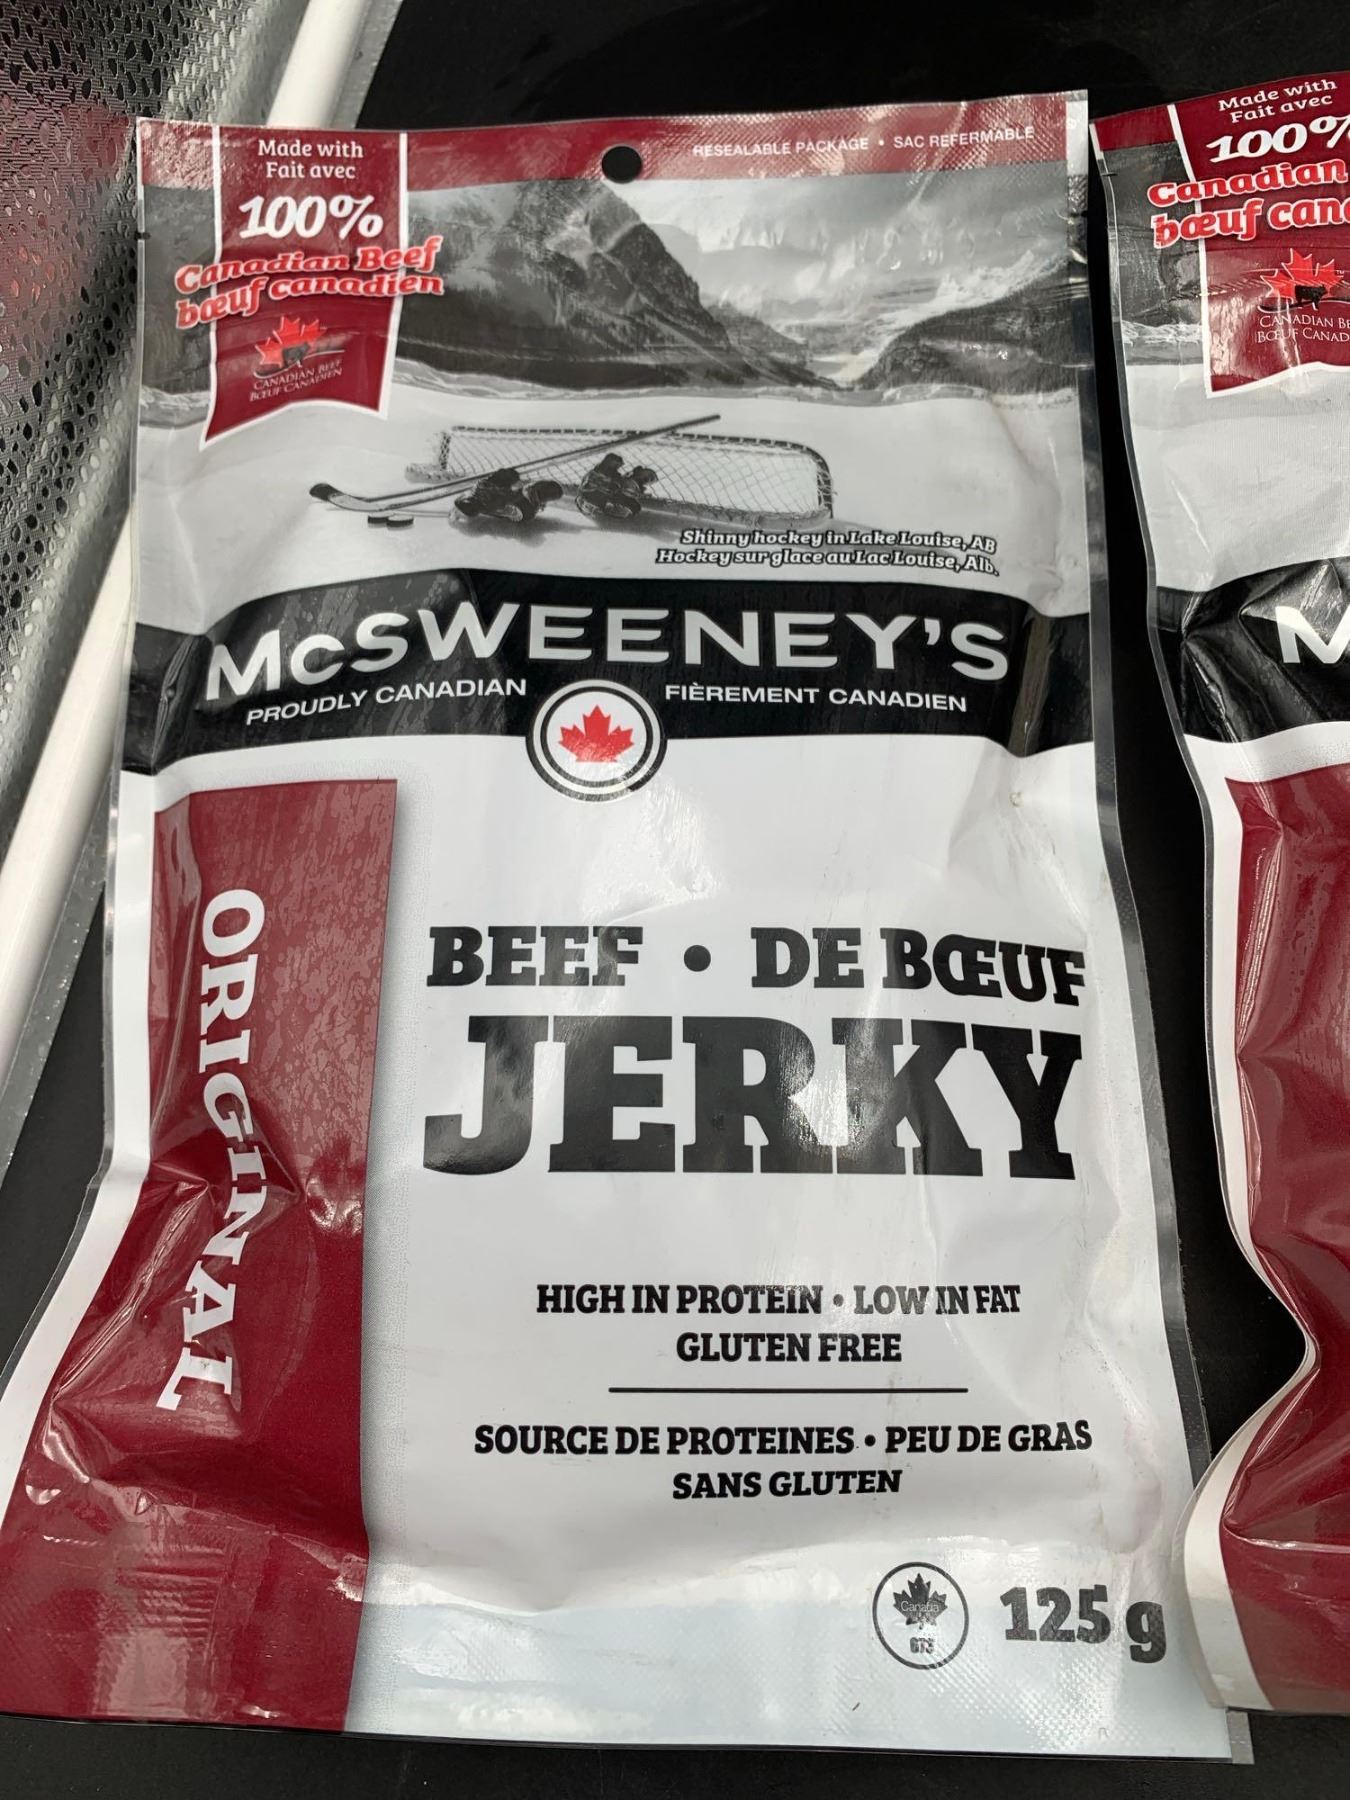 Made with
Fait avec
100%
Canadian Beef
bœuf canadien
CANADIAN BEEF
BŒUF CANADIEN
RESEALABLE PACKAGE • SAC REFERMABLE
Shinny hockey in Lake Louise, AB
Hockey sur glace au Lac Louise, Alb.
McSWEENEY'S
PROUDLY CANADIAN FIÈREMENT CANADIEN
ORIGINAL
BEEF • DE BŒUF
JERKY
HIGH IN PROTEIN • LOW IN FAT
GLUTEN FREE
SOURCE DE PROTEINES • PEU DE GRAS
SANS GLUTEN
Canada
125 g
Made with
Fait avec
100%
Canadian
bœuf
CANADIAN
BŒUF